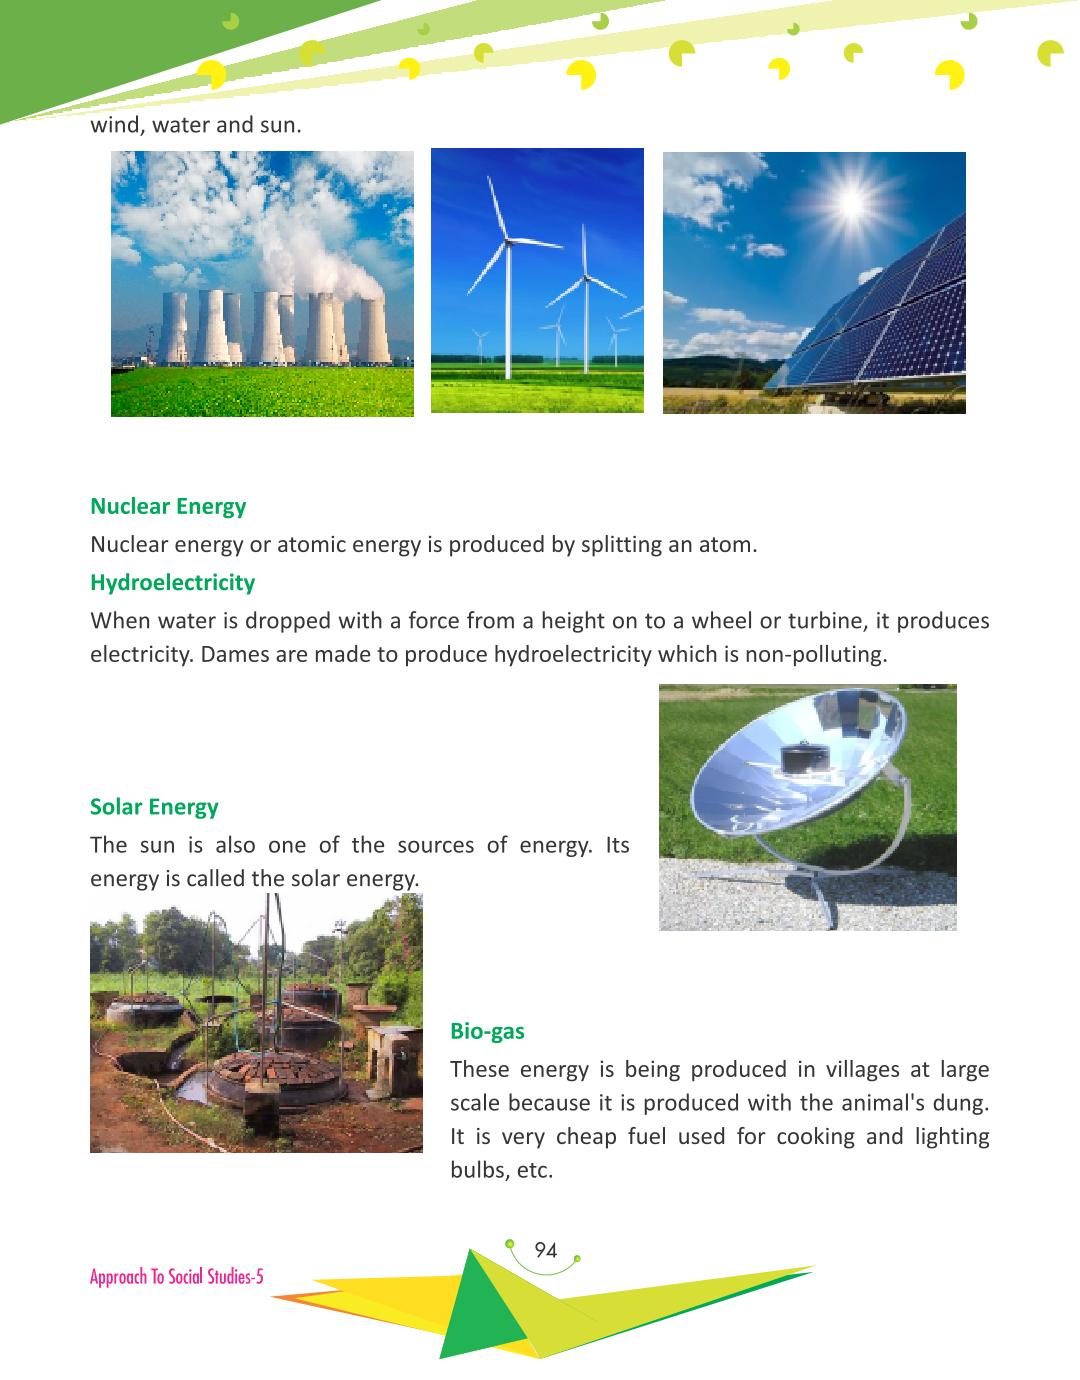 wind, water and sun.
Nuclear Energy
Nuclear energy or atomic energy is produced by splitting an atom.
Hydroelectricity
When water is dropped with a force from a height on to a wheel or turbine, it produces
electricity. Dames are made to produce hydroelectricity which is non-polluting.
Solar Energy
The sun is also one of the sources of energy. Its
energy is called the solar energy.
Bio-gas
These energy is being produced in villages at large
scale because it is produced with the animal's dung.
It is very cheap fuel used for cooking and lighting
bulbs, etc.
94
Approach To Social Studies-5